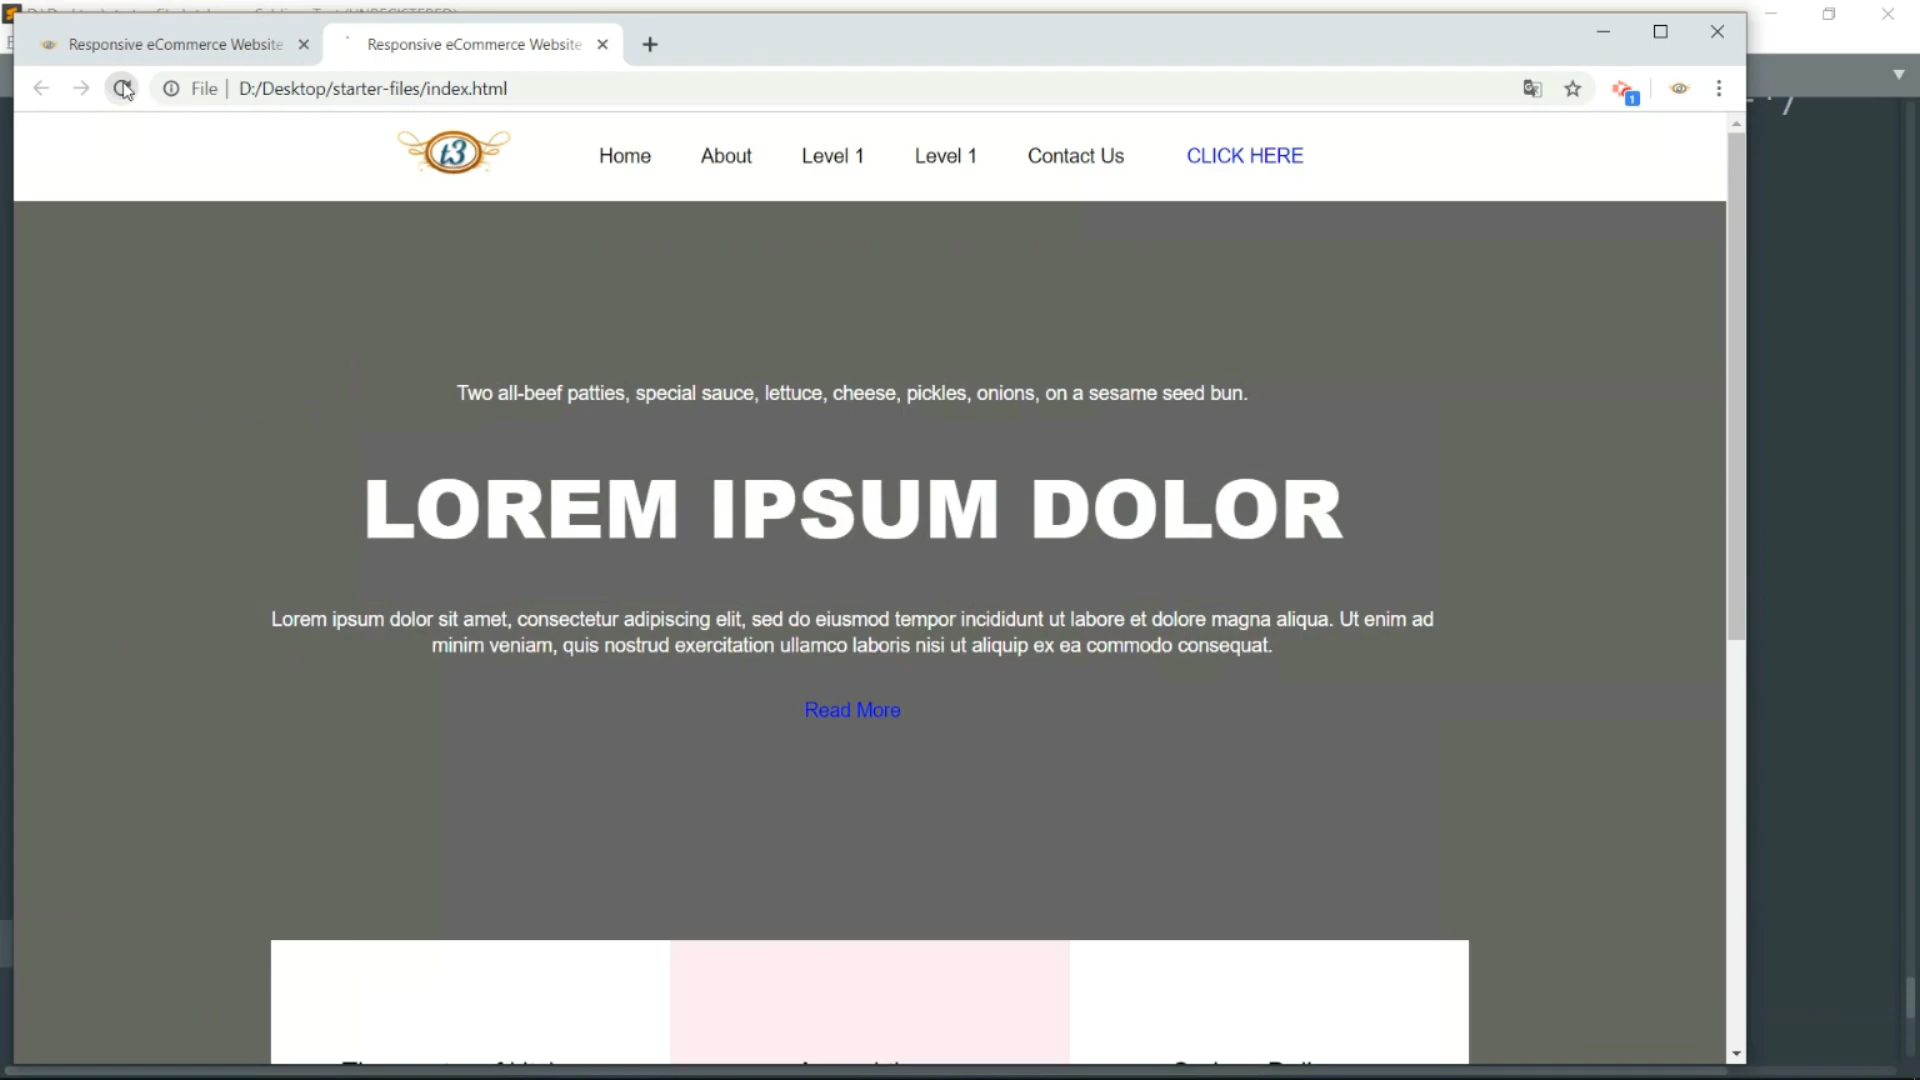 Responsive eCommerce Website
Responsive eCommerce Website
File
D:/Desktop/starter-files/index.html
1
t3
Home
About
Level 1
Level 1
Contact Us
CLICK HERE
Two all-beef patties, special sauce, lettuce, cheese, pickles, onions, on a sesame seed bun.
LOREM IPSUM DOLOR
Lorem ipsum dolor sit amet, consectetur adipiscing elit, sed do eiusmod tempor incididunt ut labore et dolore magna aliqua. Ut enim ad
minim veniam, quis nostrud exercitation ullamco laboris nisi ut aliquip ex ea commodo consequat.
Read More